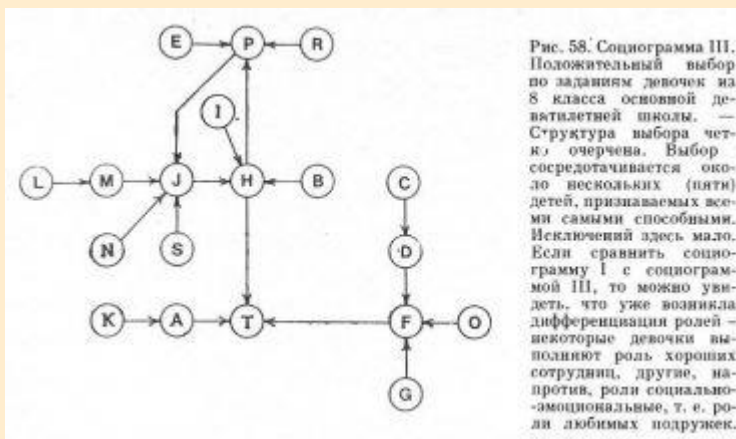 E P R
I
L M J H B C
N S D
K A T F O
G
Рис. 58. Социограмма III.
Положительный выбор
по заданиям девочек из
8 класса основной де-
вятилетней школы. —
Структура выбора чет-
ко очерчена. Выбор
сосредотачивается око-
ло нескольких (пяти)
детей, признаваемых все-
ми самыми способными.
Исключений здесь мало.
Если сравнить социо-
грамму I с социограм-
мой III, то можно уви-
деть. что уже возникла
дифференциация ролей –
некоторые девочки вы-
полняют роль хороших
сотрудниц, другие, на-
против, роли социально-
-эмоциональные, т. е. ро-
ли любимых подружек.